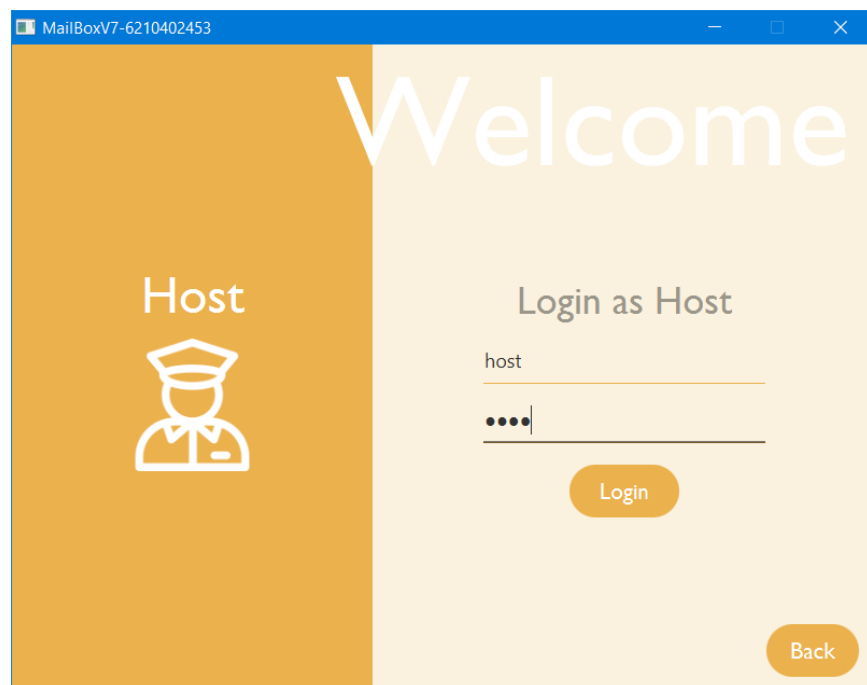 MailBoxV7-6210402453
Welcome
Host
Login as Host
host
••••
Login
Back